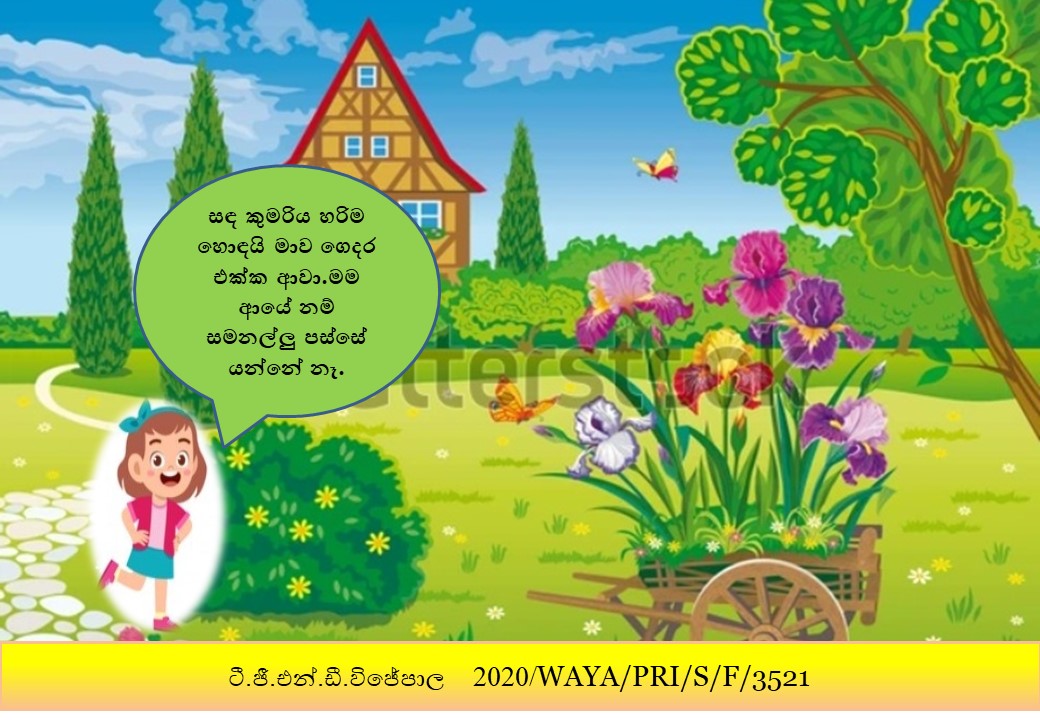 සඳ කුමරිය හරිම
හොඳයි මාව ගෙදර
එක්ක ආවා.මම
ආයේ නම්
සමනල්ලු පස්සේ
යන්නේ නෑ.
ටී.ජී.එන්.ඩී.විජේපාල 2020/WAYA/PRI/S/F/3521